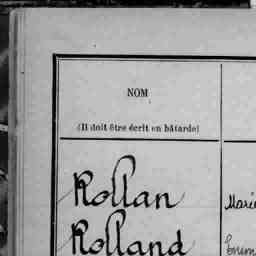 NOM
(Il doit être écrit en bâtarde)
Rollan
Rolland